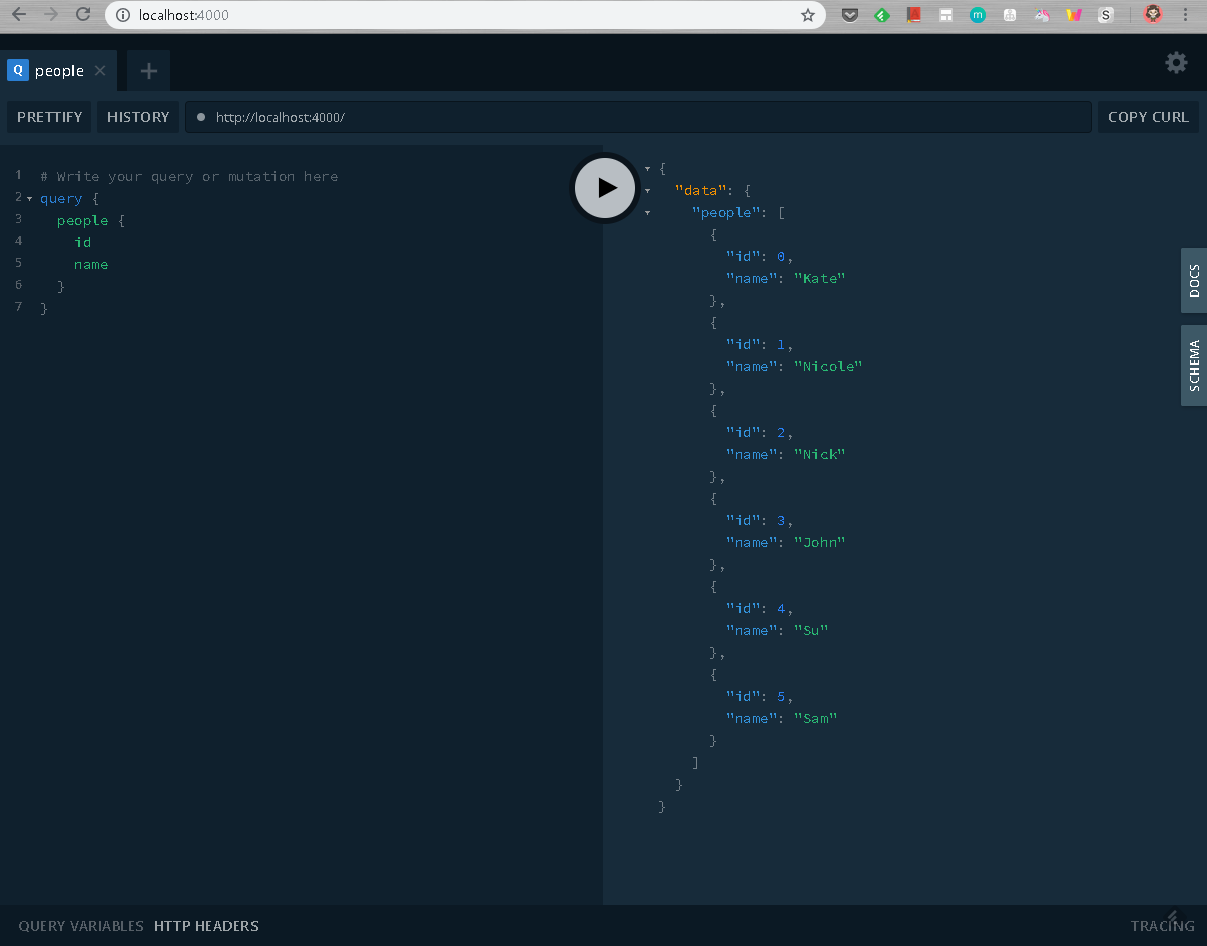 localhost:4000
m
S
Q people
PRETTIFY HISTORY http://localhost:4000/ COPY CURL
1 # Write your query or mutation here
2 query {
3 people {
4 id
5 name
6 }
7 }
{
"data": {
"people": [
{
"id": 0,
"name": "Kate"
},
{
"id": 1,
"name": "Nicole"
},
{
"id": 2,
"name": "Nick"
},
{
"id": 3,
"name": "John"
},
{
"id": 4,
"name": "Su"
},
{
"id": 5,
"name": "Sam"
}
]
}
}
DOCS
SCHEMA
QUERY VARIABLES HTTP HEADERS TRACING